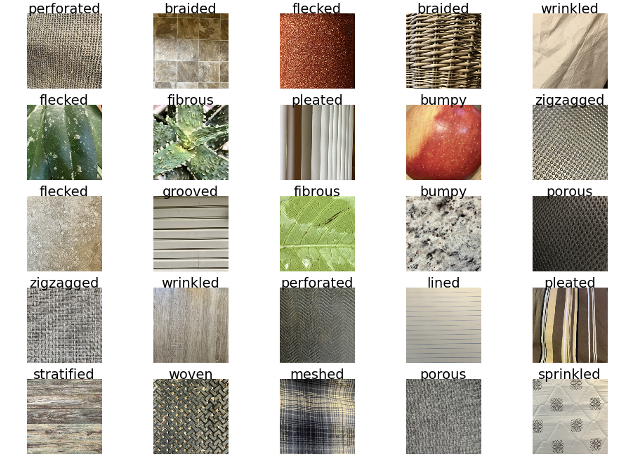 perforated braided flecked braided wrinkled
flecked fibrous pleated bumpy zigzagged
flecked grooved fibrous bumpy porous
zigzagged wrinkled perforated lined pleated
stratified woven meshed porous sprinkled